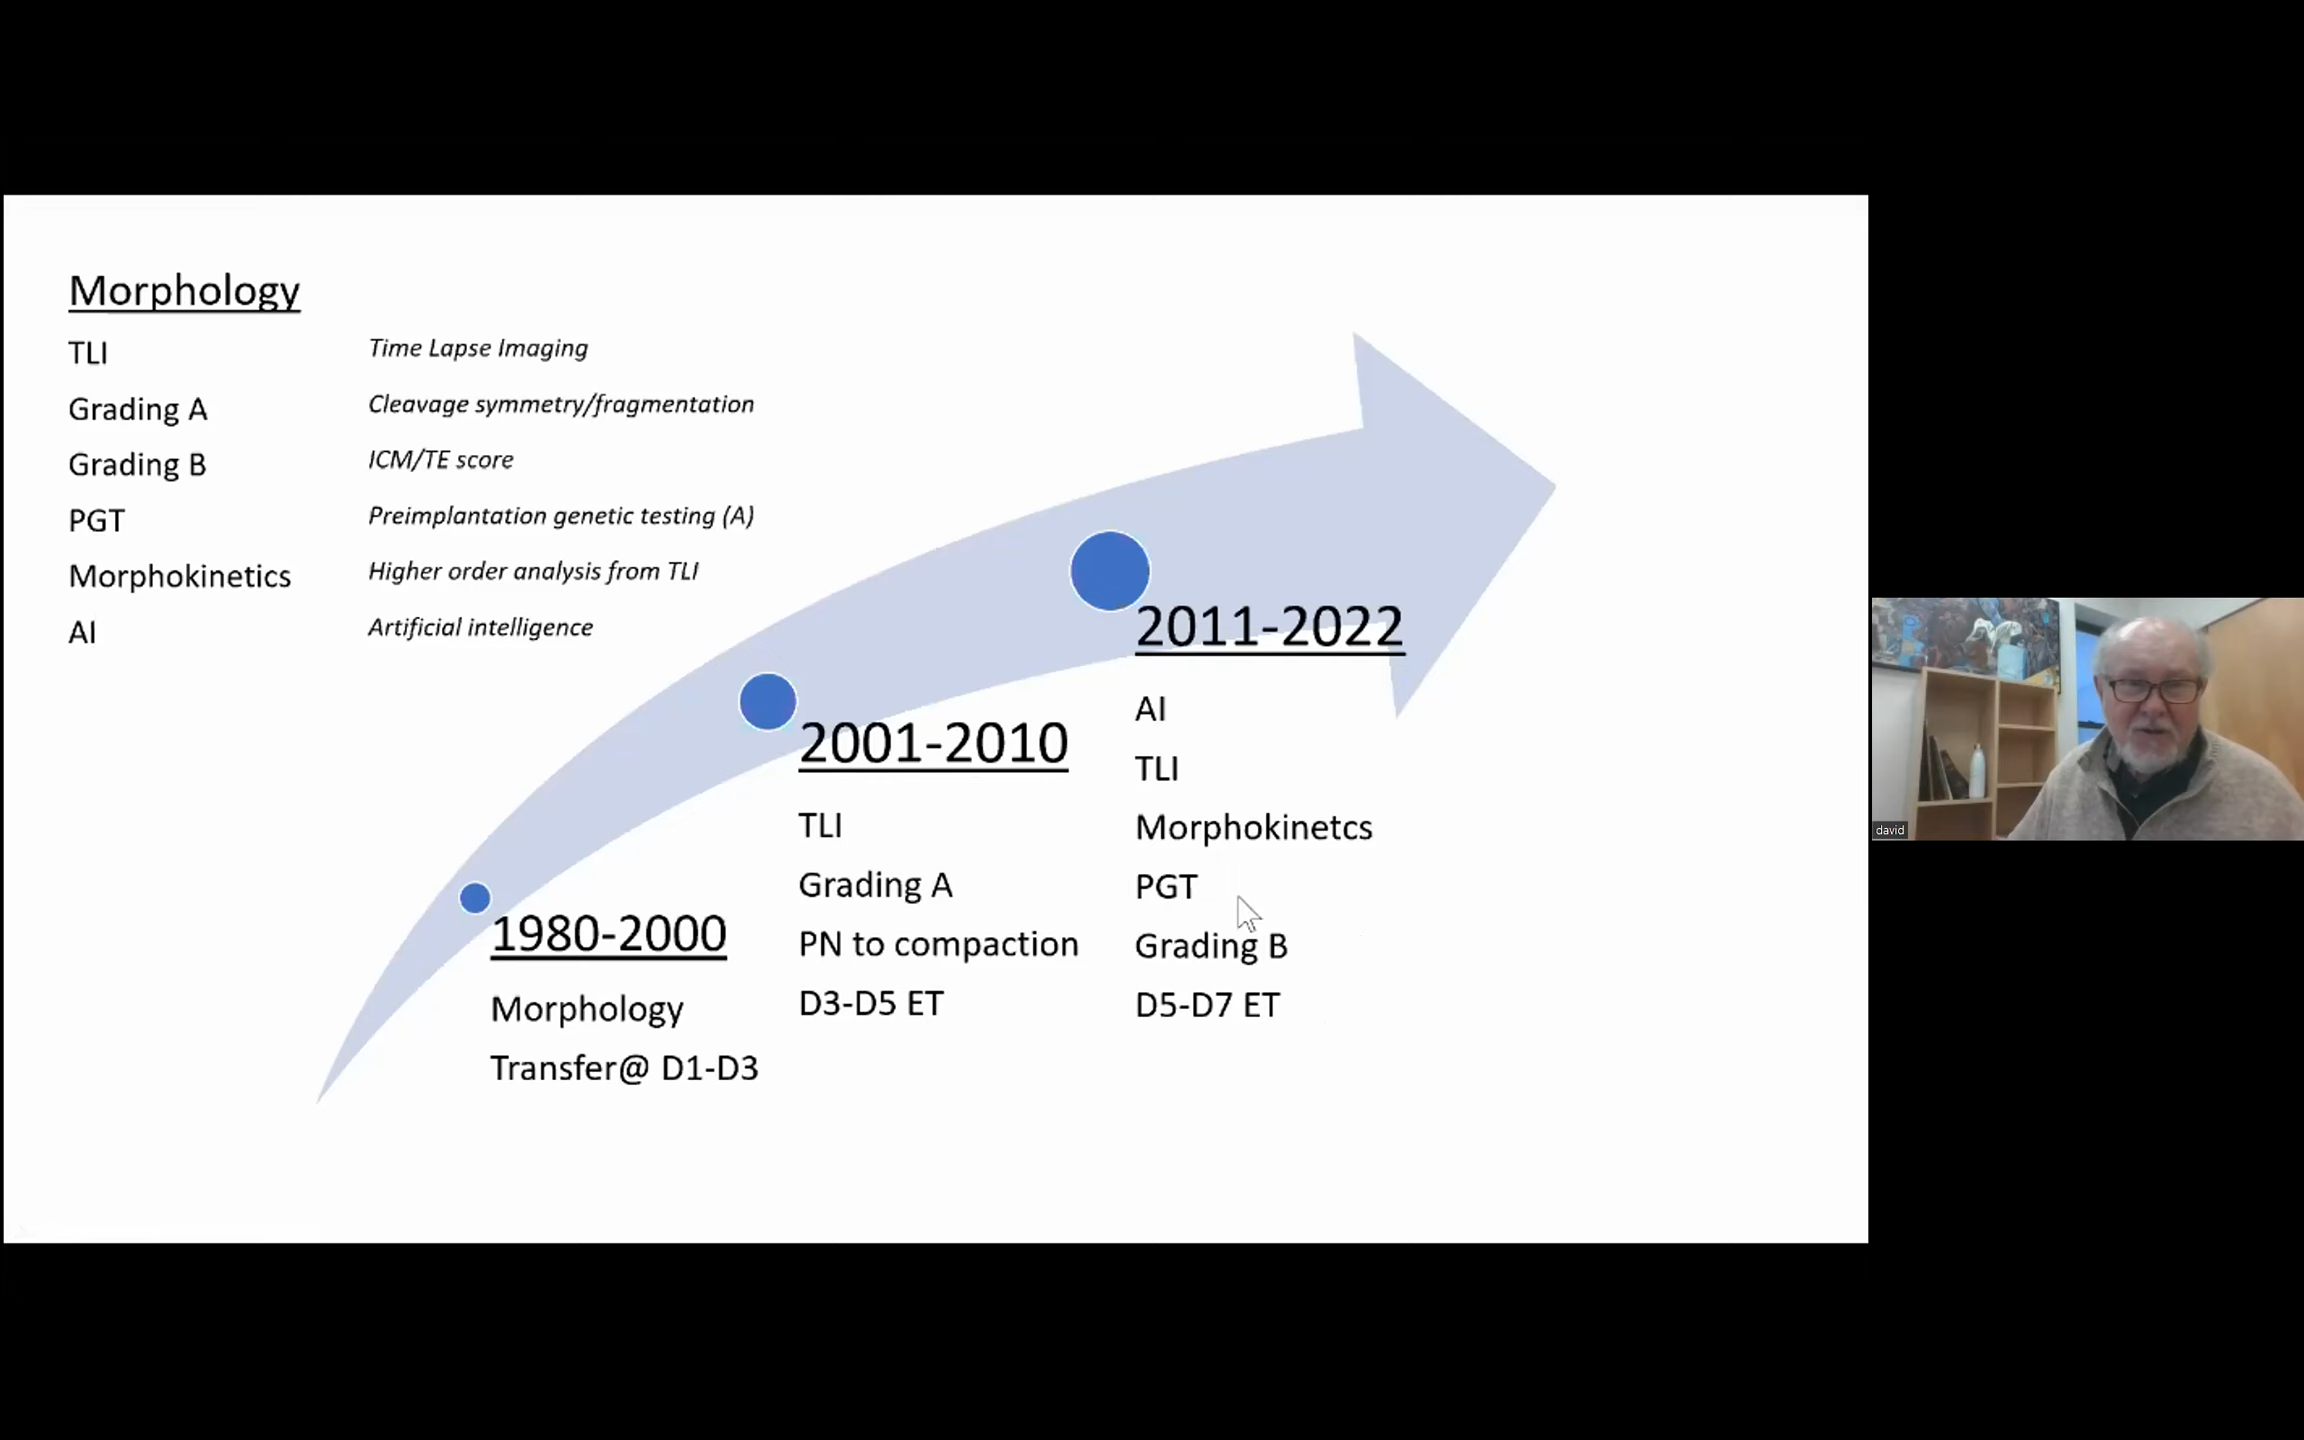 Morphology
TLI Time Lapse Imaging
Grading A Cleavage symmetry/fragmentation
Grading B ICM/TE score
PGT Preimplantation genetic testing (A)
Morphokinetics Higher order analysis from TLI
AI Artificial intelligence
1980-2000
Morphology
Transfer@ D1-D3
2001-2010
TLI
Grading A
PN to compaction
D3-D5 ET
2011-2022
AI
TLI
Morphokinetcs
PGT
Grading B
D5-D7 ET
david